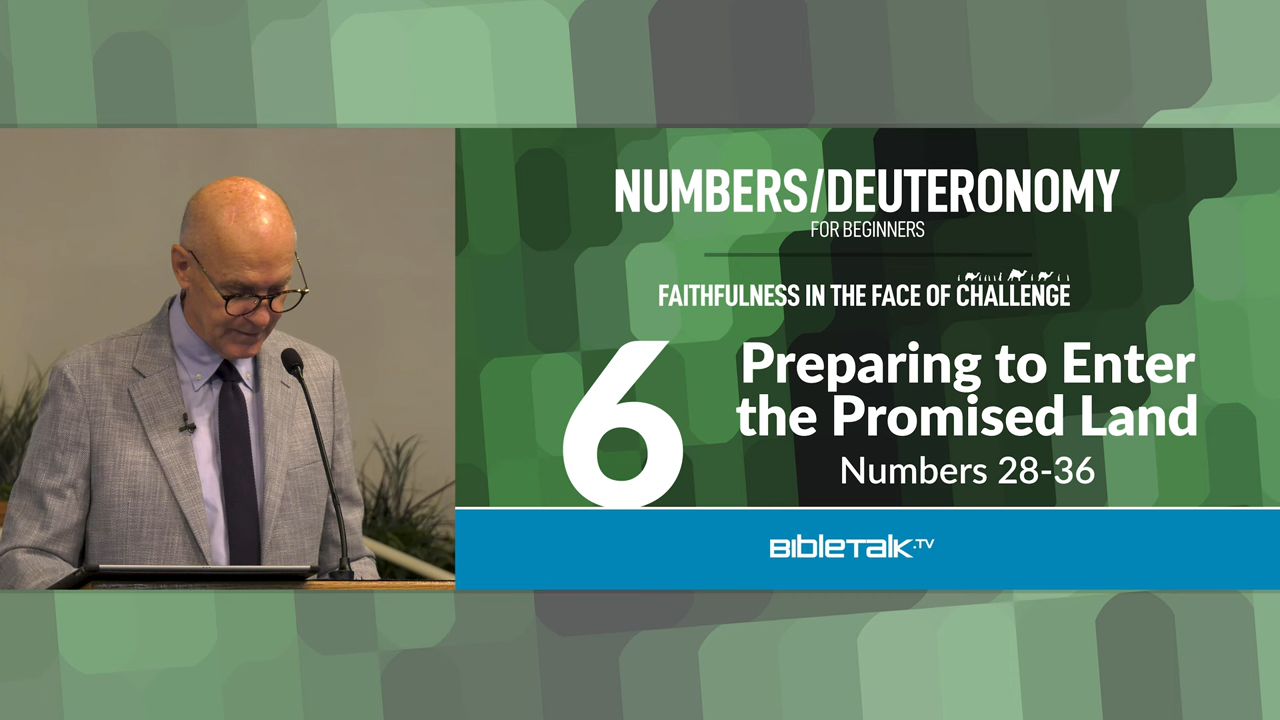 NUMBERS/DEUTERONOMY
FOR BEGINNERS
FAITHFULNESS IN THE FACE OF CHALLENGE
6
Preparing to Enter
the Promised Land
Numbers 28-36
BIBLETALK.TV